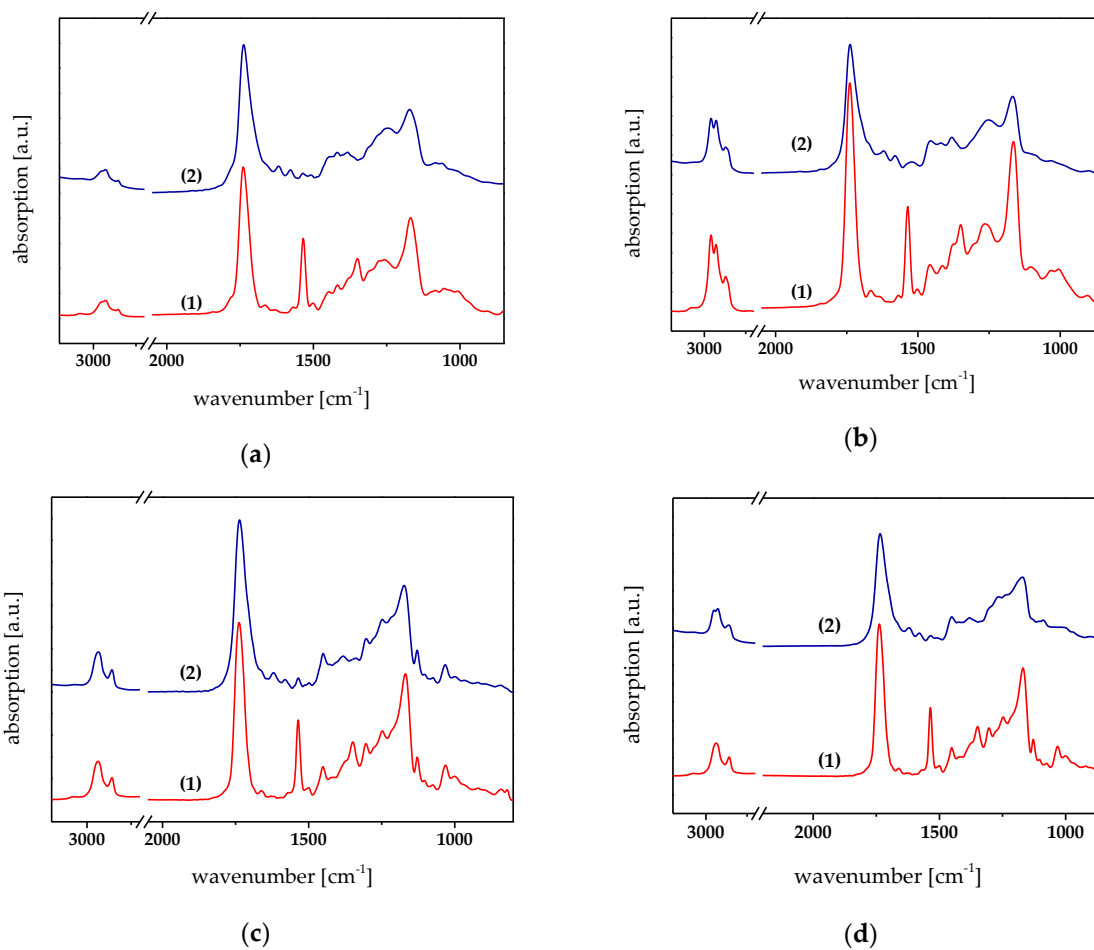 absorption [a.u.]
(2)
(1)
3000 2000 1500 1000
wavenumber [cm-1]
(a)
absorption [a.u.]
(2)
(1)
3000 2000 1500 1000
wavenumber [cm-1]
(b)
absorption [a.u.]
(2)
(1)
3000 2000 1500 1000
wavenumber [cm-1]
(c)
absorption [a.u.]
(2)
(1)
3000 2000 1500 1000
wavenumber [cm-1]
(d)